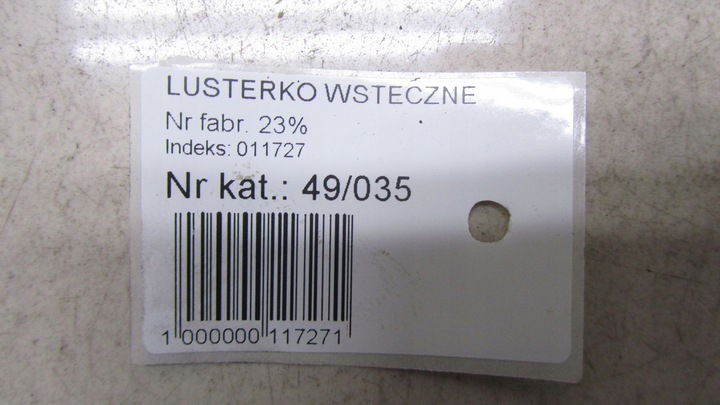 LUSTERKO WSTECZNE
Nr fabr. 23%
Indeks: 011727
Nr kat.: 49/035
1 000000 117271